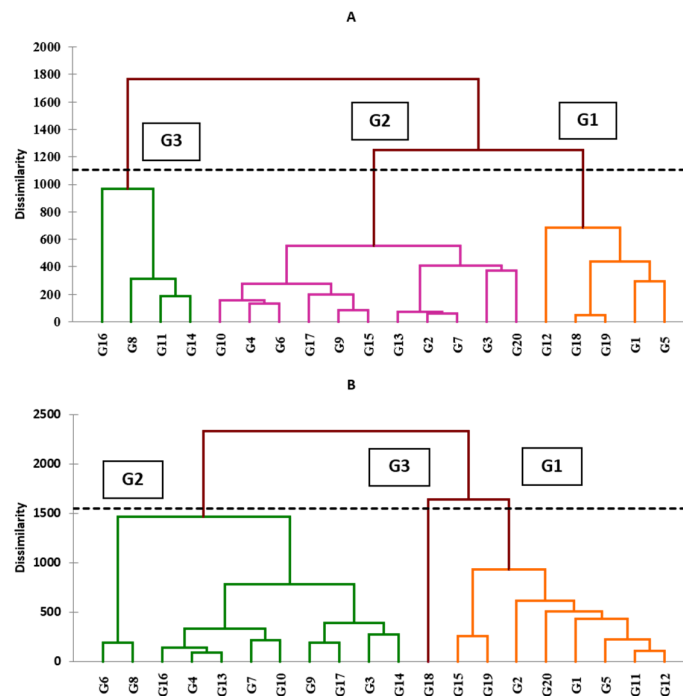 A
2000
1800
1600
1400
1200
1000
800
600
400
200
0
Dissimilarity
G3
G2
G1
G16 G8 G11 G14 G10 G4 G6 G17 G9 G15 G13 G2 G7 G3 G20 G12 G18 G19 G1 G5
B
2500
2000
1500
1000
500
0
Dissimilarity
G2
G3
G1
G6 G8 G16 G4 G13 G7 G10 G9 G17 G3 G14 G18 G15 G19 G2 G20 G1 G5 G11 G12